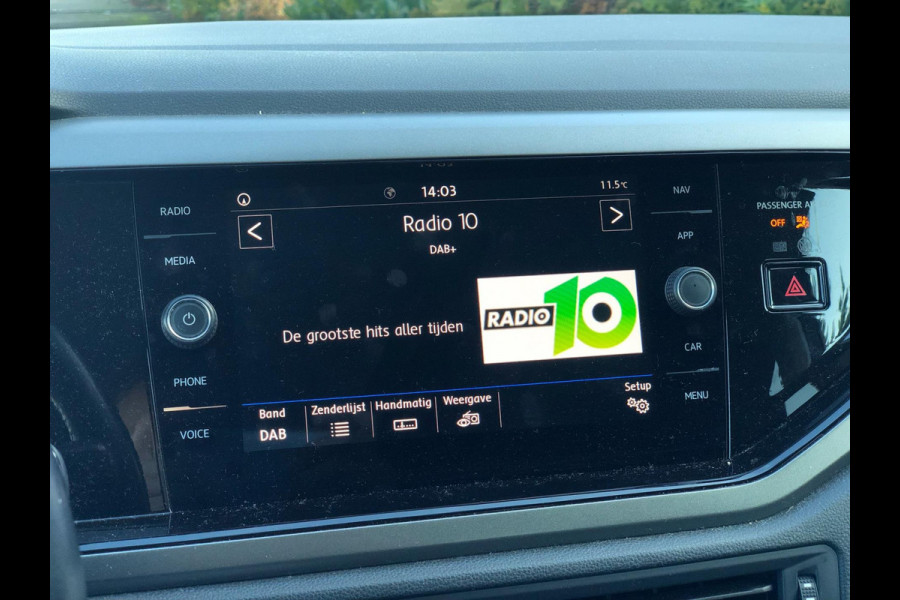 14:03
11.5°C
RADIO
NAV
PASSENGER
Radio 10
OFF
DAB+
APP
MEDIA
RADIO 10
De grootste hits aller tijden
CAR
PHONE
Setup
MENU
Band
Zenderlijst
Handmatig
Weergave
DAB
VOICE